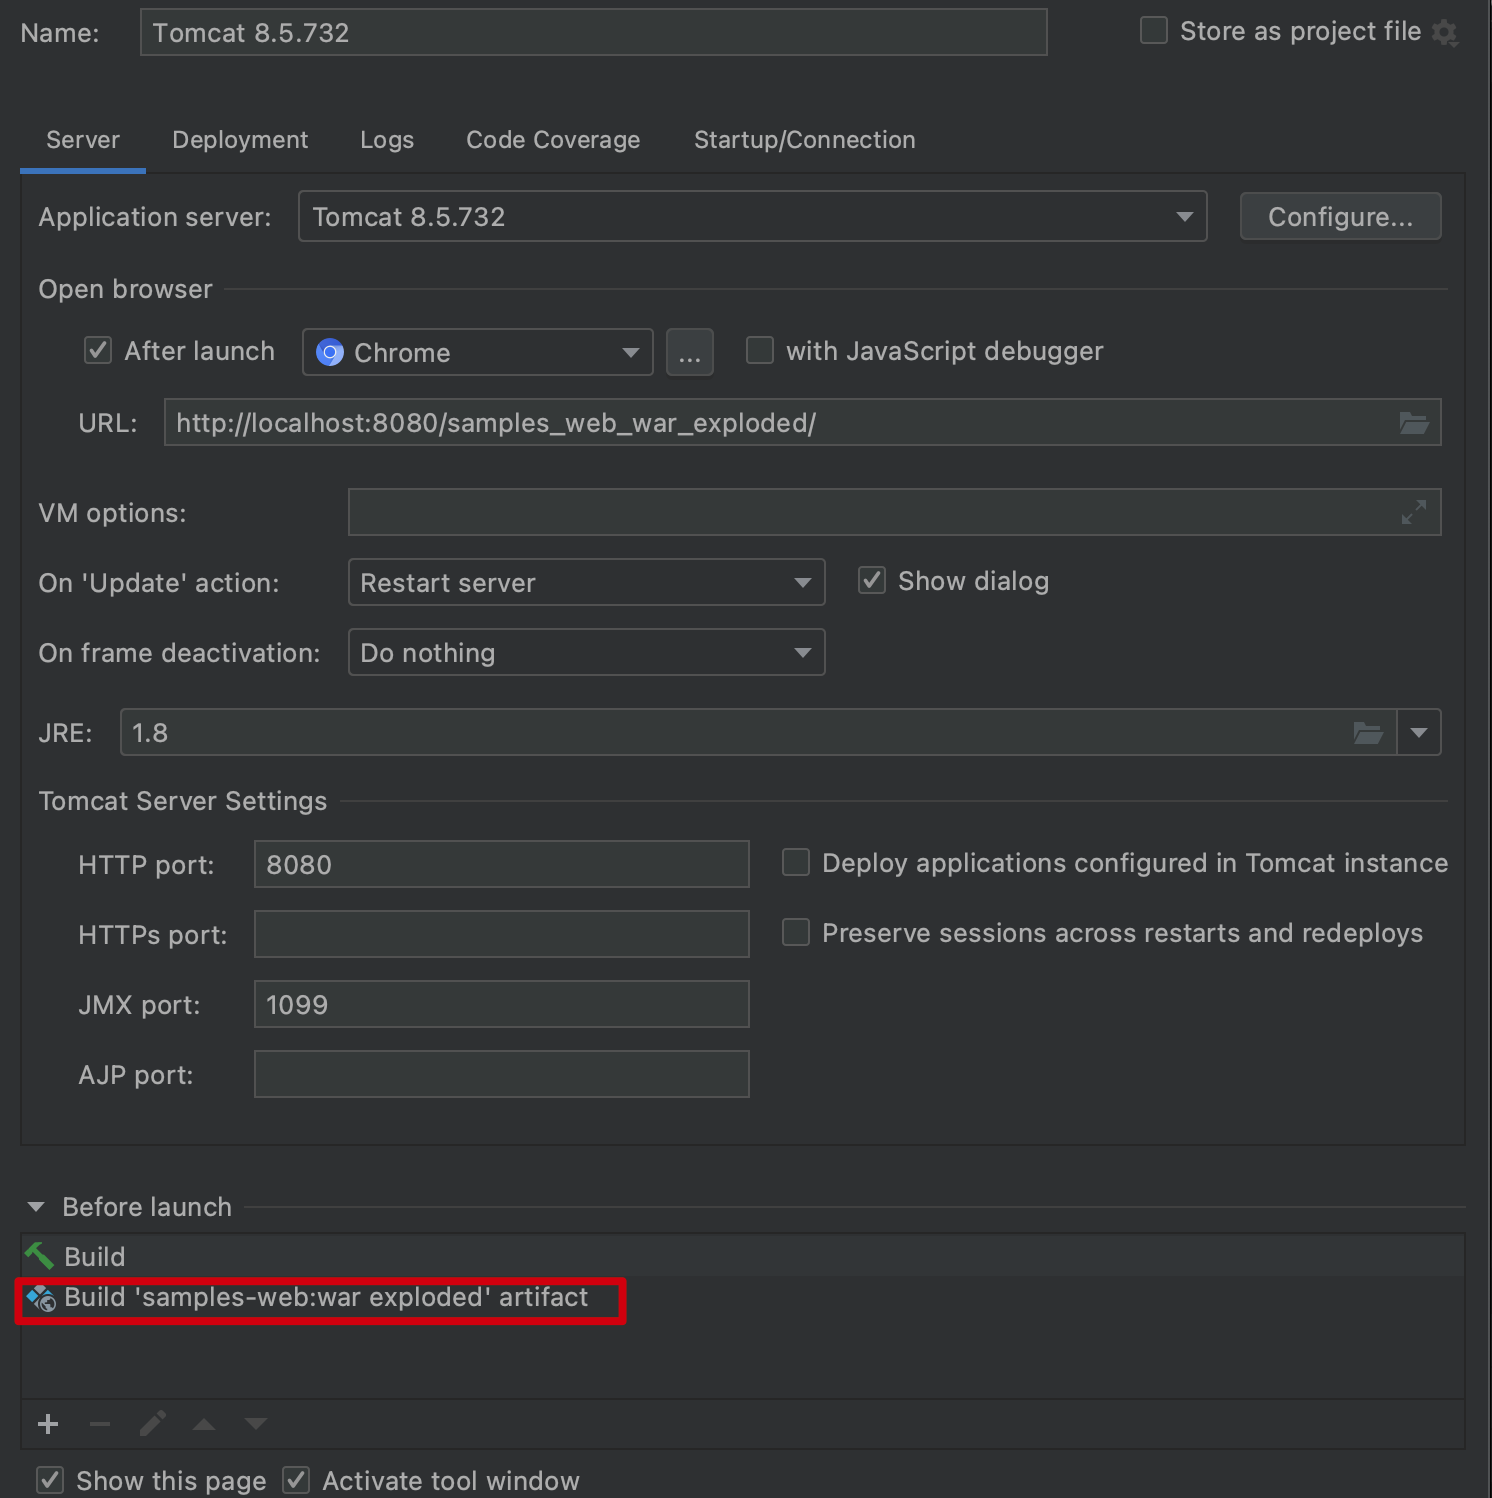 Name: Tomcat 8.5.732 Store as project file
Server Deployment Logs Code Coverage Startup/Connection
Application server: Tomcat 8.5.732 Configure...
Open browser
After launch Chrome ... with JavaScript debugger
URL: http://localhost:8080/samples_web_war_exploded/
VM options:
On 'Update' action: Restart server Show dialog
On frame deactivation: Do nothing
JRE: 1.8
Tomcat Server Settings
HTTP port: 8080 Deploy applications configured in Tomcat instance
HTTPs port: Preserve sessions across restarts and redeploys
JMX port: 1099
AJP port:
Before launch
Build
Build 'samples-web:war exploded' artifact
Show this page Activate tool window